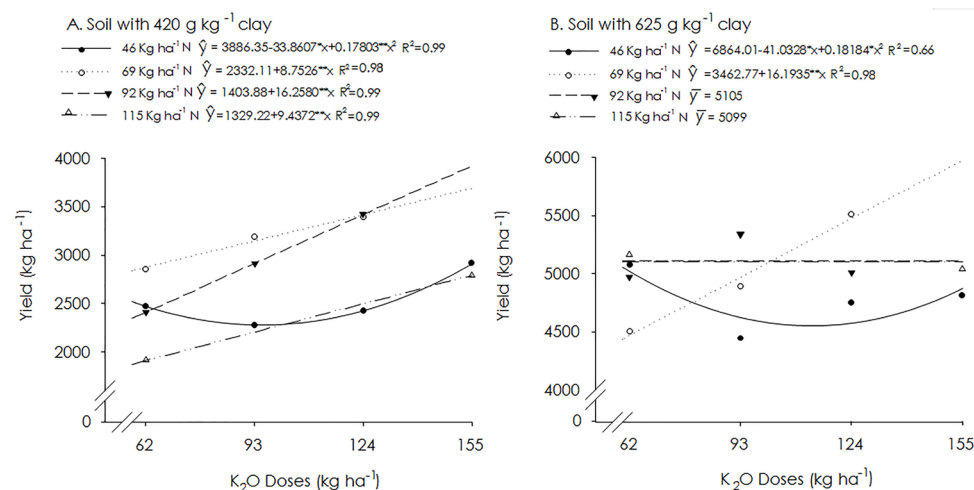 A. Soil with 420 g kg⁻¹ clay
46 Kg ha⁻¹ N ŷ = 3886.35-33.8607*x+0.17803**x² R²=0.99
69 Kg ha⁻¹ N ŷ = 2332.11+8.7526**x R²=0.98
92 Kg ha⁻¹ N ŷ = 1403.88+16.2580**x R²=0.99
115 Kg ha⁻¹ N ŷ=1329.22+9.4372**x R²=0.99
4000
3500
3000
2500
2000
0
Yield (kg ha⁻¹)
62 93 124 155
K₂O Doses (kg ha⁻¹)
B. Soil with 625 g kg⁻¹ clay
46 Kg ha⁻¹ N ŷ =6864.01-41.0328*x+0.18184*x² R²=0.66
69 Kg ha⁻¹ N ŷ =3462.77+16.1935**x R²=0.98
92 Kg ha⁻¹ N y̅ = 5105
115 Kg ha⁻¹ N y̅ = 5099
6000
5500
5000
4500
4000
0
Yield (kg ha⁻¹)
62 93 124 155
K₂O Doses (kg ha⁻¹)